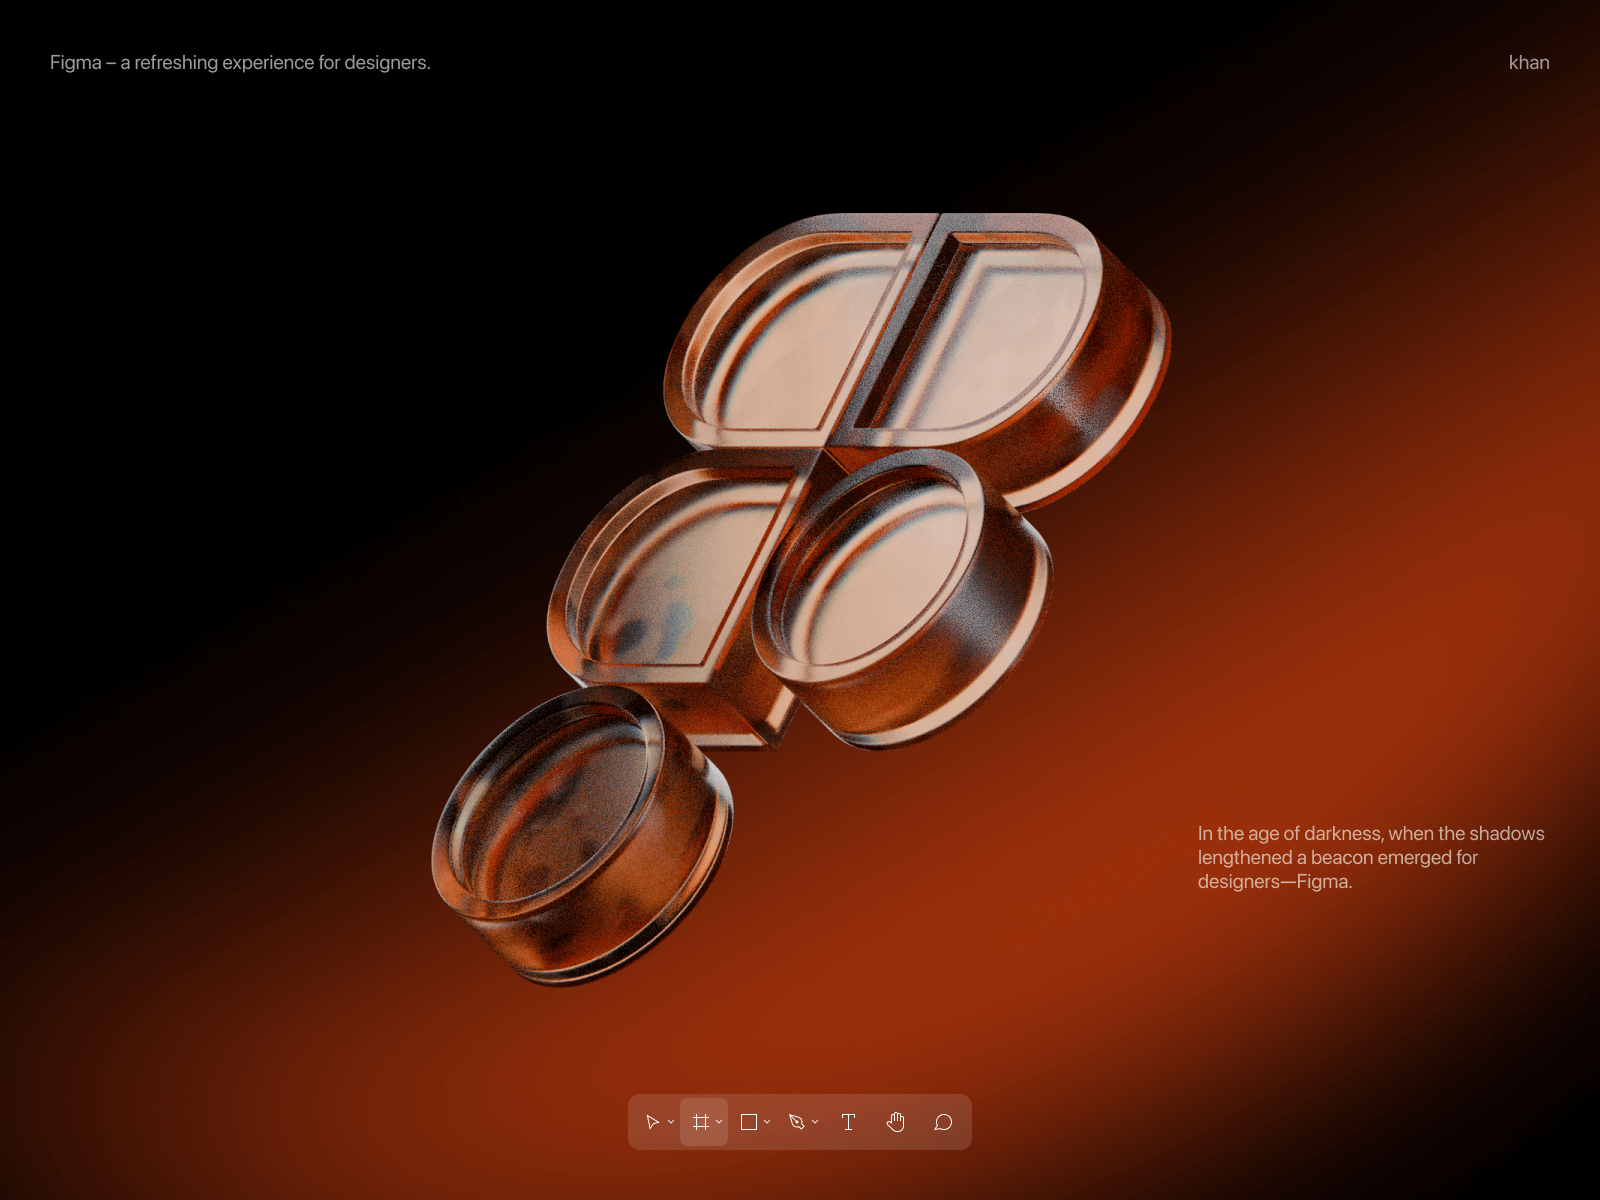 Figma – a refreshing experience for designers.
khan
In the age of darkness, when the shadows
lengthened a beacon emerged for
designers—Figma.